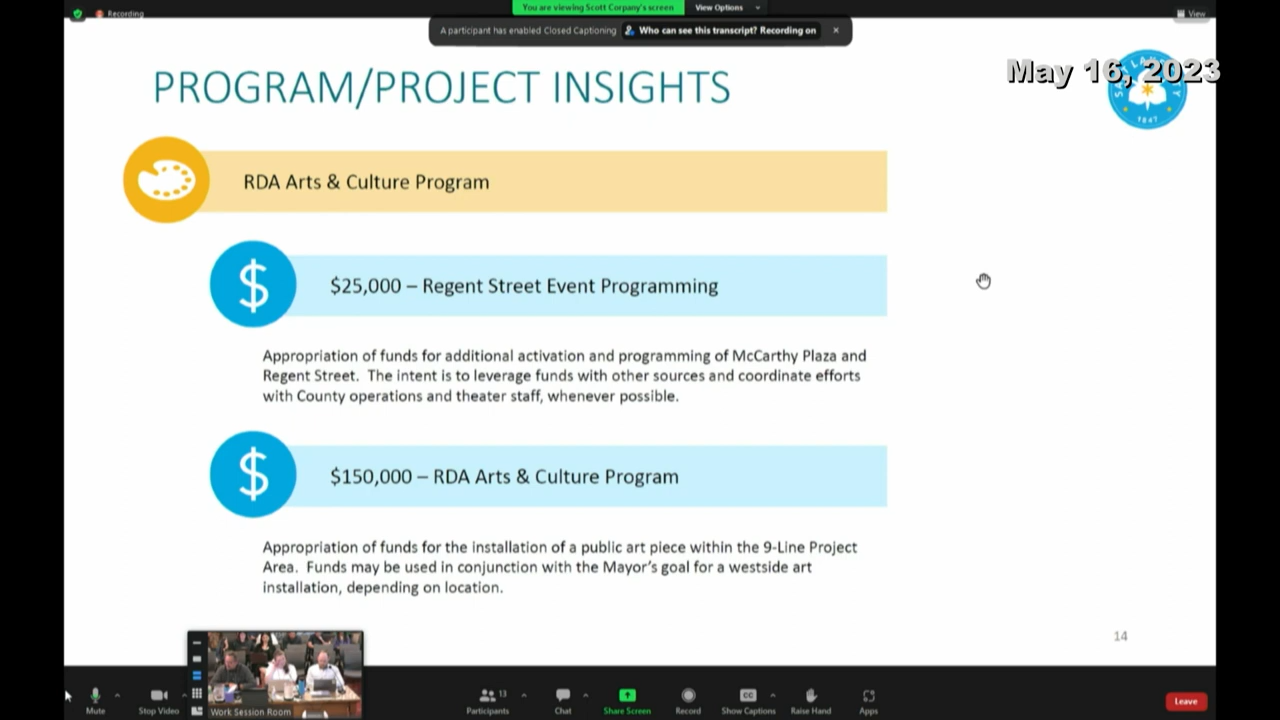 You are viewing Scott Corpany's screen
View Options
Recording
View
A participant has enabled Closed Captioning
Who can see this transcript? Recording on
May 16, 2023
PROGRAM/PROJECT INSIGHTS
1847
RDA Arts & Culture Program
$
$25,000 – Regent Street Event Programming
Appropriation of funds for additional activation and programming of McCarthy Plaza and
Regent Street. The intent is to leverage funds with other sources and coordinate efforts
with County operations and theater staff, whenever possible.
$
$150,000 – RDA Arts & Culture Program
Appropriation of funds for the installation of a public art piece within the 9-Line Project
Area. Funds may be used in conjunction with the Mayor's goal for a westside art
installation, depending on location.
14
Work Session Room
Mute
Stop Video
13
Participants
Chat
Share Screen
Record
CC
Show Captions
Raise Hand
Apps
Leave